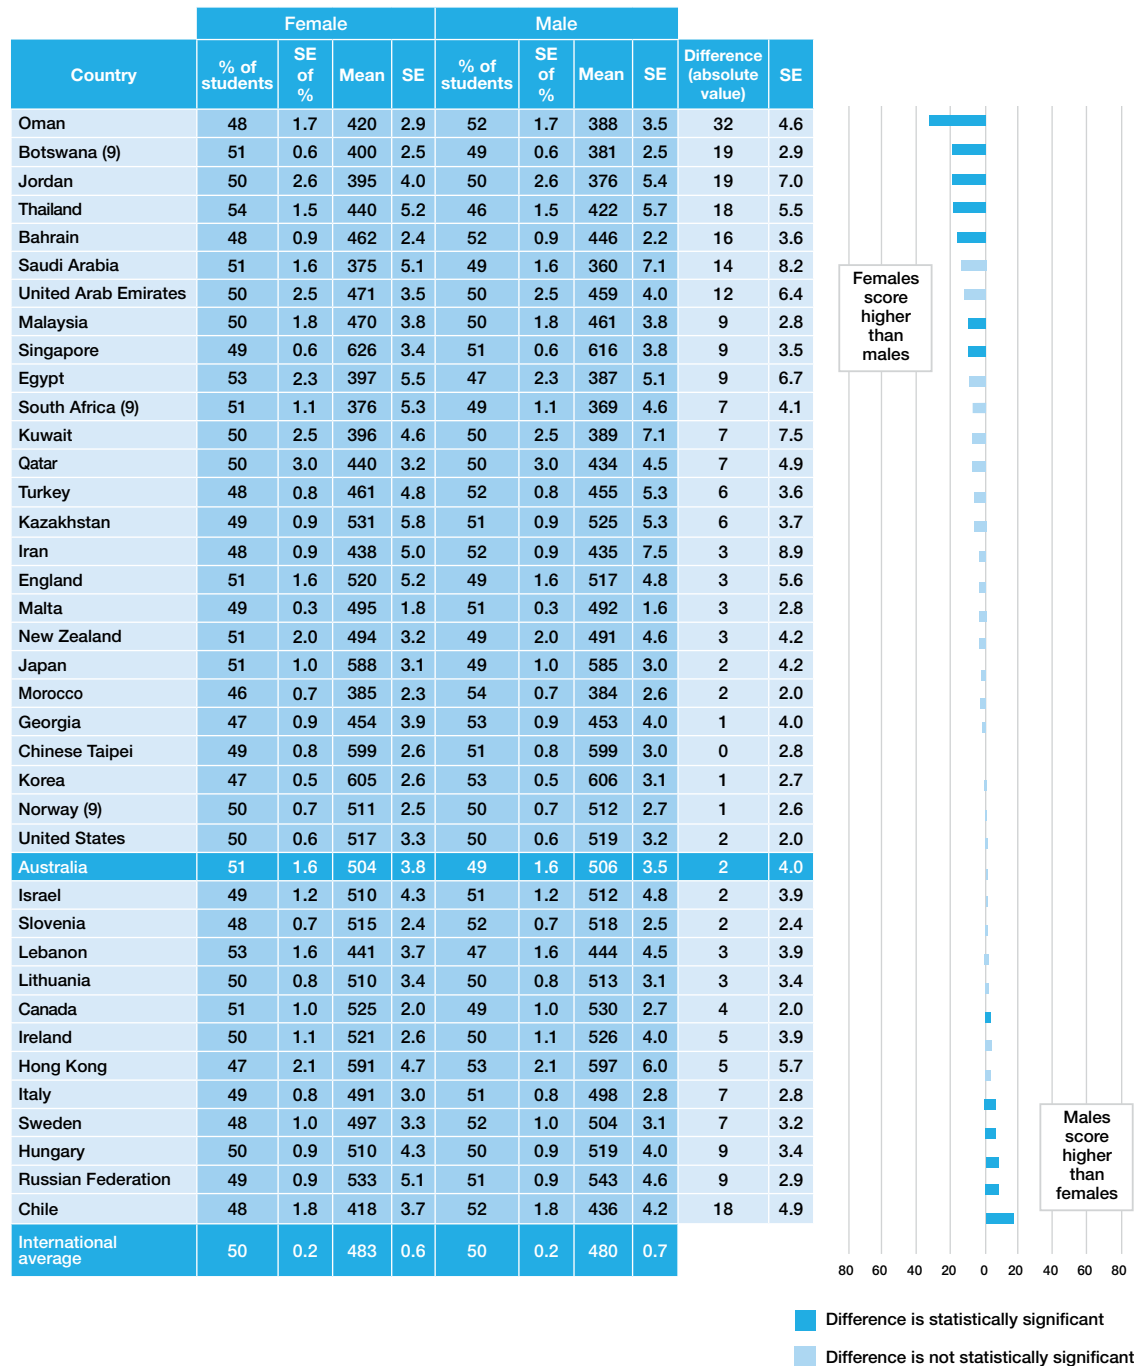 Female Male
Country % of students SE of % Mean SE % of students SE of % Mean SE Difference (absolute value) SE
Oman 48 1.7 420 2.9 52 1.7 388 3.5 32 4.6
Botswana (9) 51 0.6 400 2.5 49 0.6 381 2.5 19 2.9
Jordan 50 2.6 395 4.0 50 2.6 376 5.4 19 7.0
Thailand 54 1.5 440 5.2 46 1.5 422 5.7 18 5.5
Bahrain 48 0.9 462 2.4 52 0.9 446 2.2 16 3.6
Saudi Arabia 51 1.6 375 5.1 49 1.6 360 7.1 14 8.2
United Arab Emirates 50 2.5 471 3.5 50 2.5 459 4.0 12 6.4
Malaysia 50 1.8 470 3.8 50 1.8 461 3.8 9 2.8
Singapore 49 0.6 626 3.4 51 0.6 616 3.8 9 3.5
Egypt 53 2.3 397 5.5 47 2.3 387 5.1 9 6.7
South Africa (9) 51 1.1 376 5.3 49 1.1 369 4.6 7 4.1
Kuwait 50 2.5 396 4.6 50 2.5 389 7.1 7 7.5
Qatar 50 3.0 440 3.2 50 3.0 434 4.5 7 4.9
Turkey 48 0.8 461 4.8 52 0.8 455 5.3 6 3.6
Kazakhstan 49 0.9 531 5.8 51 0.9 525 5.3 6 3.7
Iran 48 0.9 438 5.0 52 0.9 435 7.5 3 8.9
England 51 1.6 520 5.2 49 1.6 517 4.8 3 5.6
Malta 49 0.3 495 1.8 51 0.3 492 1.6 3 2.8
New Zealand 51 2.0 494 3.2 49 2.0 491 4.6 3 4.2
Japan 51 1.0 588 3.1 49 1.0 585 3.0 2 4.2
Morocco 46 0.7 385 2.3 54 0.7 384 2.6 2 2.0
Georgia 47 0.9 454 3.9 53 0.9 453 4.0 1 4.0
Chinese Taipei 49 0.8 599 2.6 51 0.8 599 3.0 0 2.8
Korea 47 0.5 605 2.6 53 0.5 606 3.1 1 2.7
Norway (9) 50 0.7 511 2.5 50 0.7 512 2.7 1 2.6
United States 50 0.6 517 3.3 50 0.6 519 3.2 2 2.0
Australia 51 1.6 504 3.8 49 1.6 506 3.5 2 4.0
Israel 49 1.2 510 4.3 51 1.2 512 4.8 2 3.9
Slovenia 48 0.7 515 2.4 52 0.7 518 2.5 2 2.4
Lebanon 53 1.6 441 3.7 47 1.6 444 4.5 3 3.9
Lithuania 50 0.8 510 3.4 50 0.8 513 3.1 3 3.4
Canada 51 1.0 525 2.0 49 1.0 530 2.7 4 2.0
Ireland 50 1.1 521 2.6 50 1.1 526 4.0 5 3.9
Hong Kong 47 2.1 591 4.7 53 2.1 597 6.0 5 5.7
Italy 49 0.8 491 3.0 51 0.8 498 2.8 7 2.8
Sweden 48 1.0 497 3.3 52 1.0 504 3.1 7 3.2
Hungary 50 0.9 510 4.3 50 0.9 519 4.0 9 3.4
Russian Federation 49 0.9 533 5.1 51 0.9 543 4.6 9 2.9
Chile 48 1.8 418 3.7 52 1.8 436 4.2 18 4.9
International
average 50 0.2 483 0.6 50 0.2 480 0.7
Females
score
higher
than
males
Males
score
higher
than
females
80 60 40 20 0 20 40 60 80
Difference is statistically significant
Difference is not statistically significant